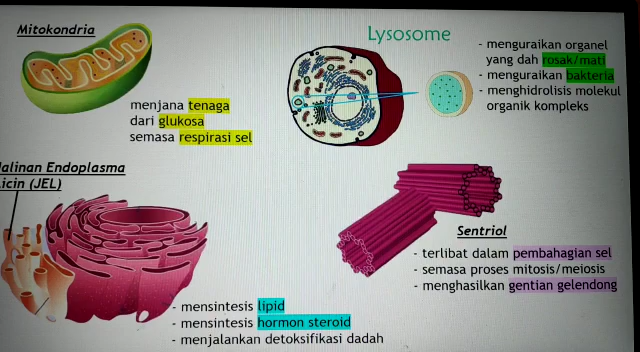 Mitokondria
menjana tenaga
dari glukosa
semasa respirasi sel
Lysosome
- menguraikan organel
yang dah rosak/mati
- menguraikan bakteria
- menghidrolisis molekul
organik kompleks
alinan Endoplasma
icin (JEL)
- mensintesis lipid
- mensintesis hormon steroid
- menjalankan detoksifikasi dadah
Sentriol
- terlibat dalam pembahagian sel
- semasa proses mitosis/meiosis
- menghasilkan gentian gelendong